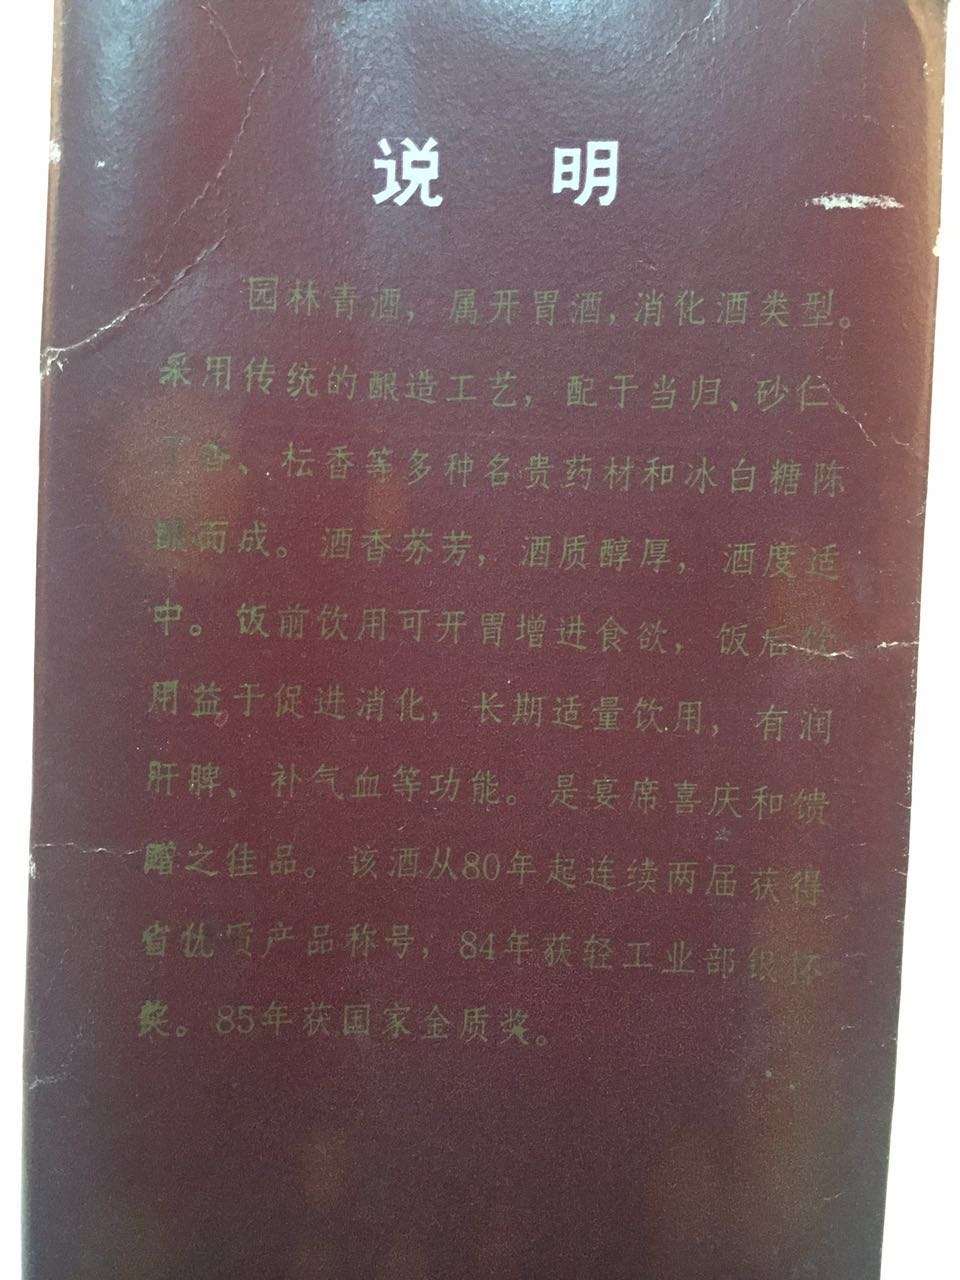 说明
园林青酒，属开胃酒，消化酒类型。
采用传统的酿造工艺，配于当归、砂仁、
丁香、枟香等多种名贵药材和冰白糖陈
酿而成。酒香芬芳，酒质醇厚，酒度适
中。饭前饮用可开胃增进食欲，饭后饮
用益于促进消化，长期适量饮用，有润
肝脾、补气血等功能。是宴席喜庆和馈
赠之佳品。该酒从80年起连续两届获得
省优质产品称号，84年获轻工业部银杯
奖。85年获国家金质奖。